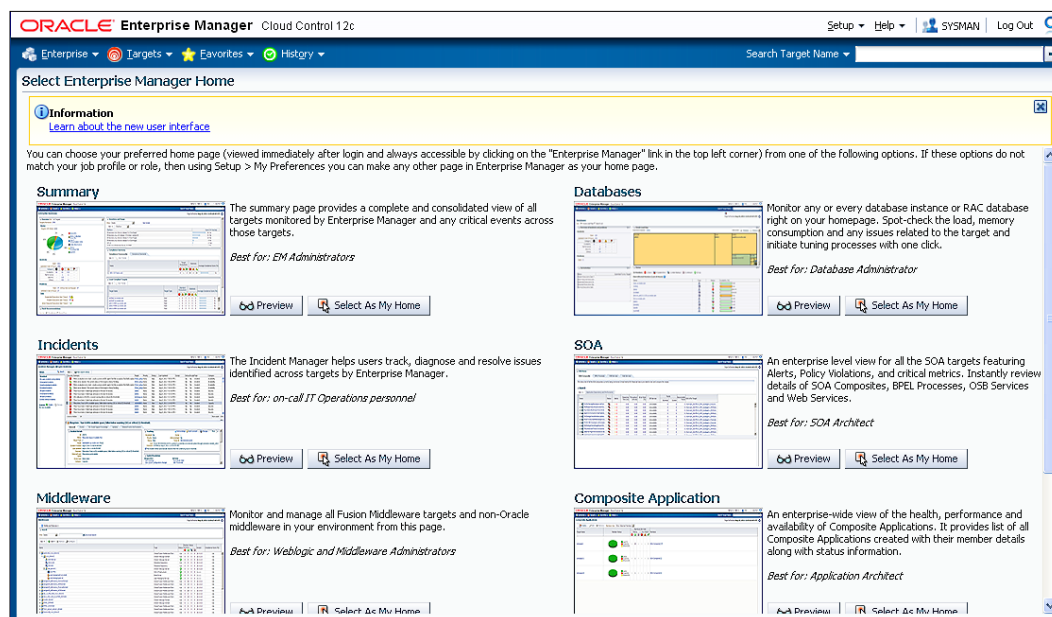 ORACLE Enterprise Manager Cloud Control 12c
Setup Help SYSMAN Log Out
Enterprise Targets Favorites History Search Target Name
Select Enterprise Manager Home
Information
Learn about the new user interface
You can choose your preferred home page (viewed immediately after login and always accessible by clicking on the "Enterprise Manager" link in the top left corner) from one of the following options. If these options do not
match your job profile or role, then using Setup > My Preferences you can make any other page in Enterprise Manager as your home page.
Summary
The summary page provides a complete and consolidated view of all
targets monitored by Enterprise Manager and any critical events across
those targets.
Best for: EM Administrators
Preview Select As My Home
Databases
Monitor any or every database instance or RAC database
right on your homepage. Spot-check the load, memory
consumption and any issues related to the target and
initiate tuning processes with one click.
Best for: Database Administrator
Preview Select As My Home
Incidents
The Incident Manager helps users track, diagnose and resolve issues
identified across targets by Enterprise Manager.
Best for: on-call IT Operations personnel
Preview Select As My Home
SOA
An enterprise level view for all the SOA targets featuring
Alerts, Policy Violations, and critical metrics. Instantly review
details of SOA Composites, BPEL Processes, OSB Services
and Web Services.
Best for: SOA Architect
Preview Select As My Home
Middleware
Monitor and manage all Fusion Middleware targets and non-Oracle
middleware in your environment from this page.
Best for: Weblogic and Middleware Administrators
Preview Select As My Home
Composite Application
An enterprise-wide view of the health, performance and
availability of Composite Applications. It provides list of all
Composite Applications created with their member details
along with status information.
Best for: Application Architect
Preview Select As My Home